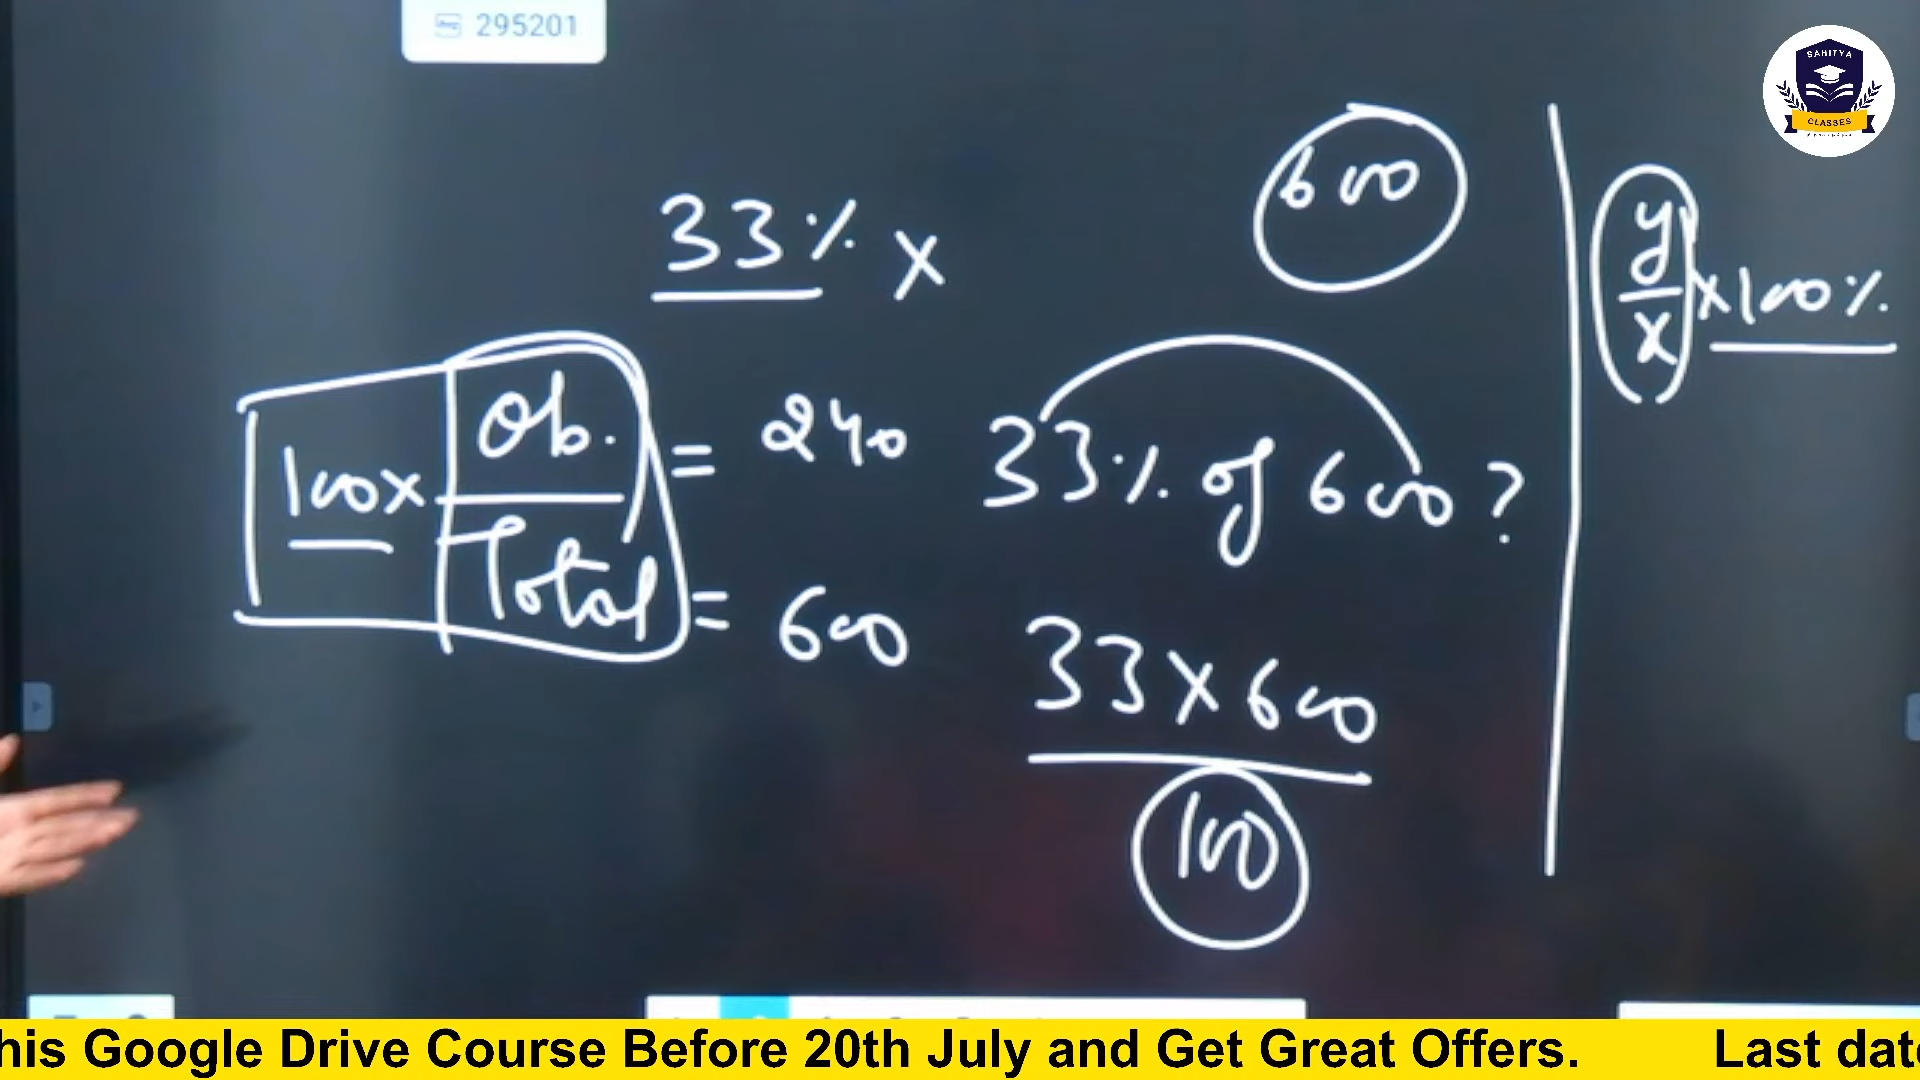 295201
SAHITYA
CLASSES
600
33% x
y/x × 100%
100 × Ob./Total
= 240
= 600
33% of 600?
33 × 600
100
his Google Drive Course Before 20th July and Get Great Offers. Last date